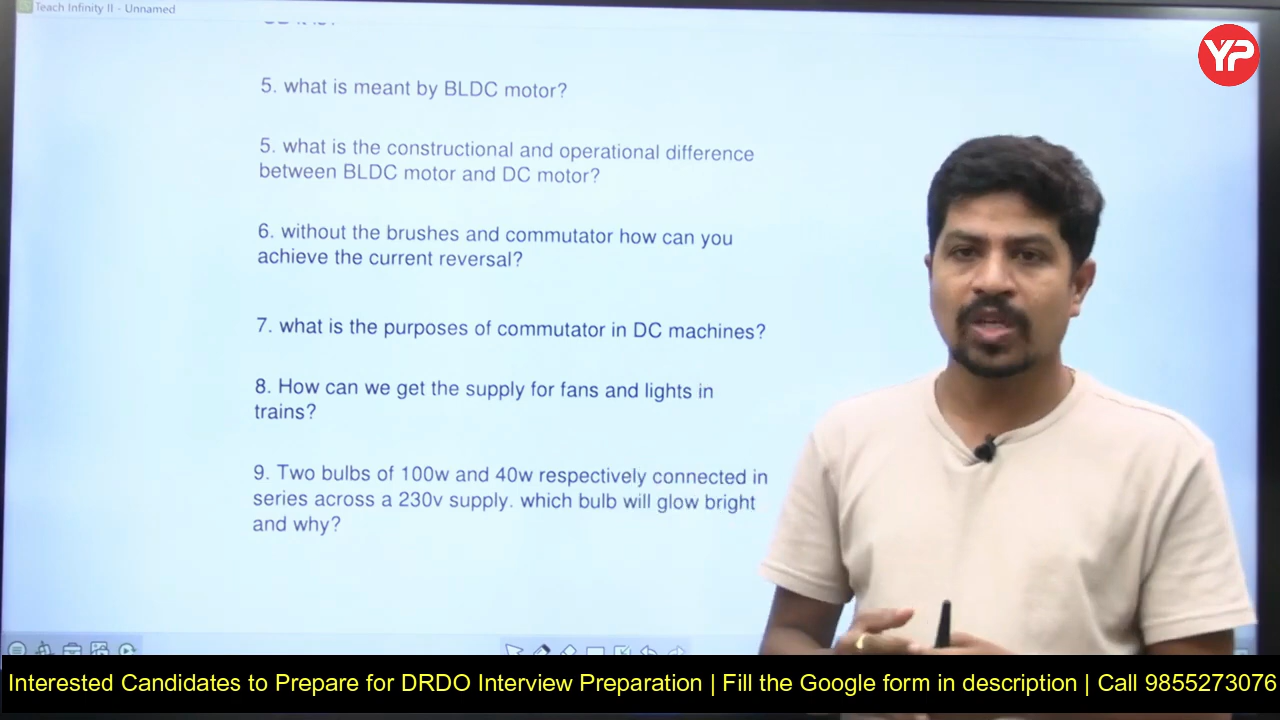 Teach Infinity II - Unnamed
YP
5. what is meant by BLDC motor?
5. what is the constructional and operational difference
between BLDC motor and DC motor?
6. without the brushes and commutator how can you
achieve the current reversal?
7. what is the purposes of commutator in DC machines?
8. How can we get the supply for fans and lights in
trains?
9. Two bulbs of 100w and 40w respectively connected in
series across a 230v supply. which bulb will glow bright
and why?
Interested Candidates to Prepare for DRDO Interview Preparation | Fill the Google form in description | Call 9855273076